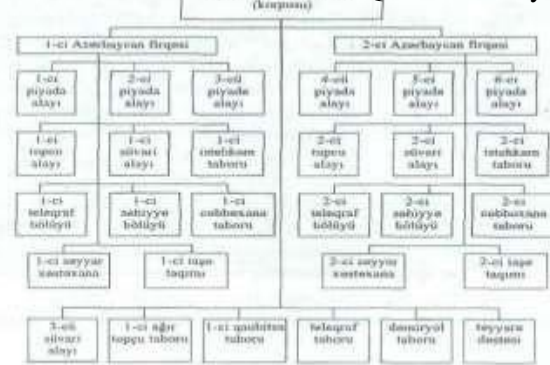 (korpusu)
1-ci Azərbaycan firqəsi
2-ci Azərbaycan firqəsi
1-ci piyada alayı
2-ci piyada alayı
3-cü piyada alayı
4-cü piyada alayı
5-ci piyada alayı
6-cı piyada alayı
1-ci topçu alayı
1-ci süvari alayı
1-ci istehkam taboru
2-ci topçu alayı
2-ci süvari alayı
2-ci istehkam taboru
1-ci teleqraf bölüyü
1-ci səhiyyə bölüyü
1-ci cəbbəxana taboru
2-ci teleqraf bölüyü
2-ci səhiyyə bölüyü
2-ci cəbbəxana taboru
1-ci səyyar xəstəxana
1-ci iaşə taqımı
2-ci səyyar xəstəxana
2-ci iaşə taqımı
3-cü süvari alayı
1-ci ağır topçu taboru
1-ci taboru
teleqraf taboru
dəmiryol taboru
təyyarə dəstəsi